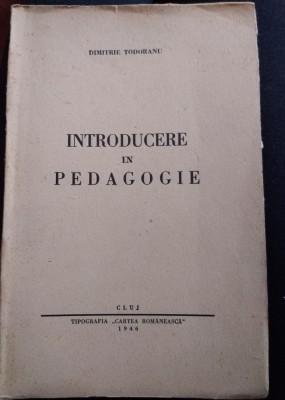 DIMITRIE TODORANU
INTRODUCERE
IN
PEDAGOGIE
CLUJ
TIPOGRAFIA „CARTEA ROMÂNEASCĂ"
1946